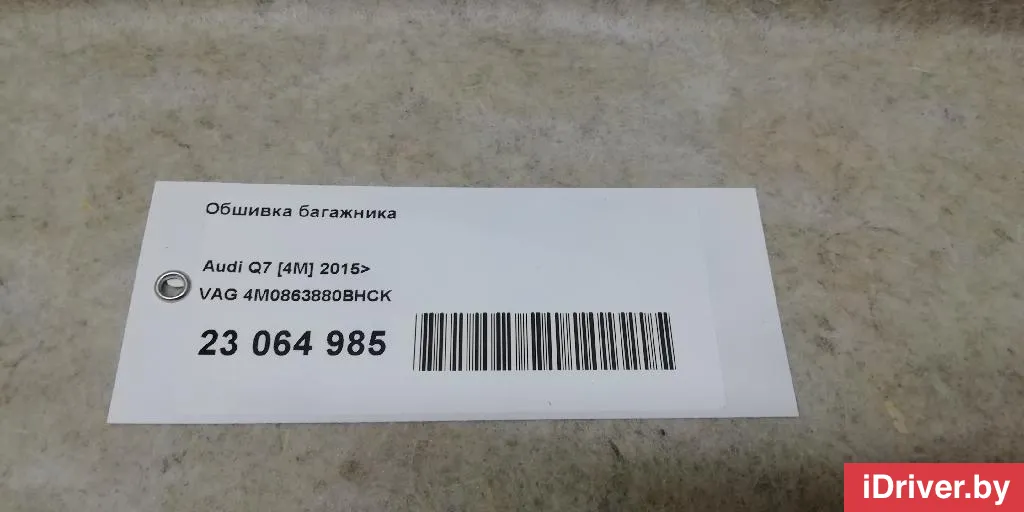 Обшивка багажника
Audi Q7 [4M] 2015>
VAG 4M0863880BHCK
23 064 985
iDriver.by